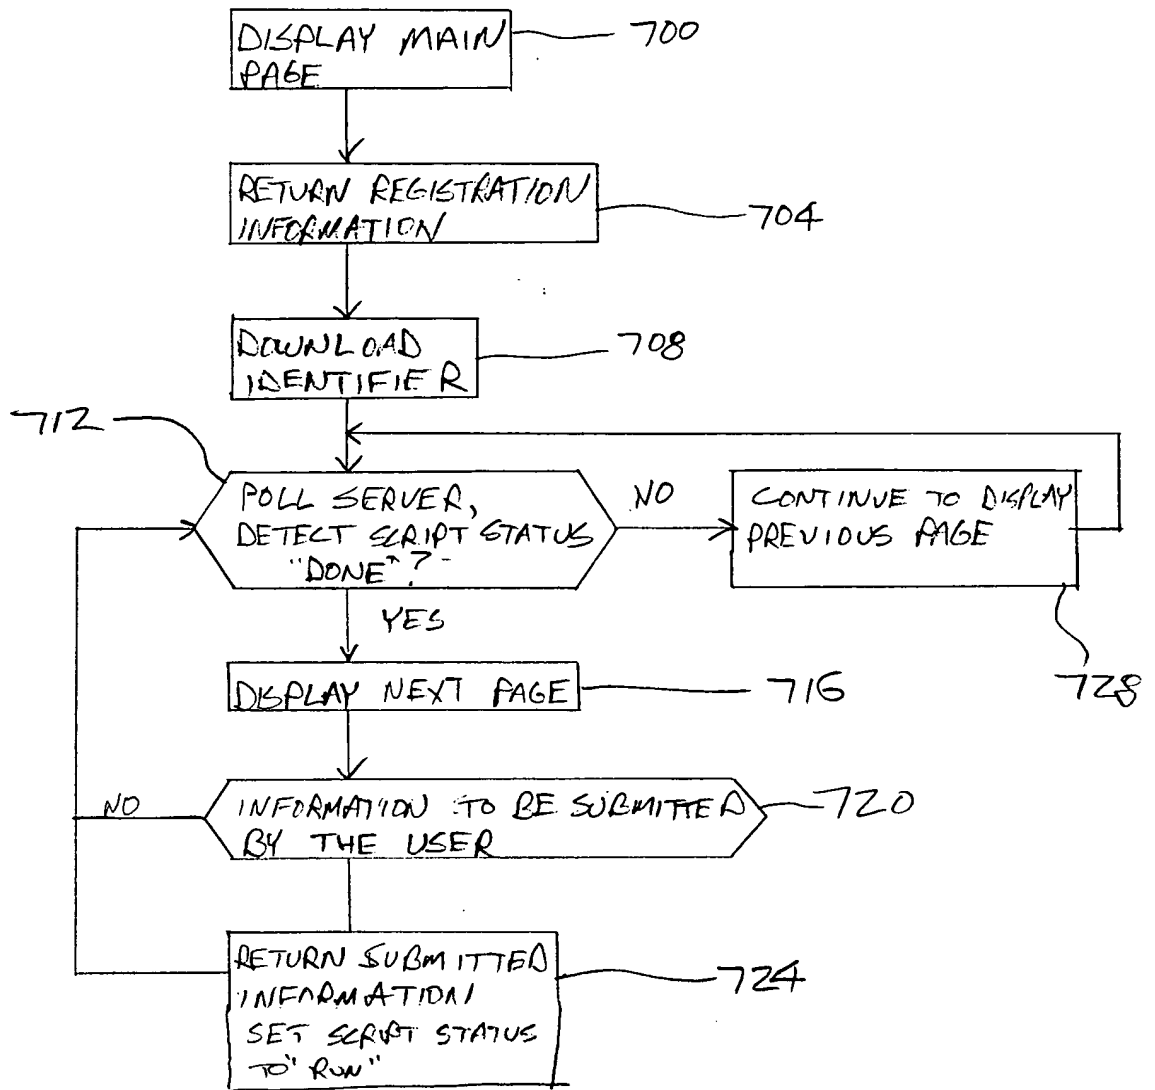 DISPLAY MAIN
PAGE
700
RETURN REGISTRATION
INFORMATION
704
DOWNLOAD
IDENTIFIER
708
712
POLL SERVER,
DETECT SCRIPT STATUS
"DONE"?
NO
CONTINUE TO DISPLAY
PREVIOUS PAGE
728
YES
DISPLAY NEXT PAGE
716
NO
INFORMATION TO BE SUBMITTED
BY THE USER
720
RETURN SUBMITTED
INFORMATION
SET SCRIPT STATUS
TO "RUN"
724